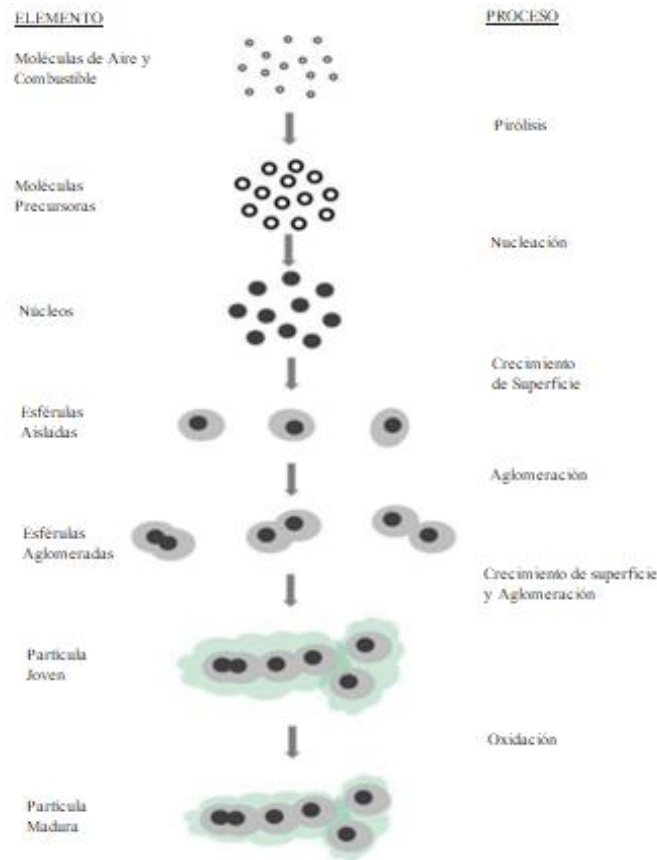 ELEMENTO
PROCESO
Moléculas de Aire y
Combustible
Pirólisis
Moléculas
Precursoras
Nucleación
Núcleos
Crecimiento
de Superficie
Esférulas
Aisladas
Aglomeración
Esférulas
Aglomeradas
Crecimiento de superficie
y Aglomeración
Partícula
Joven
Oxidación
Partícula
Madura